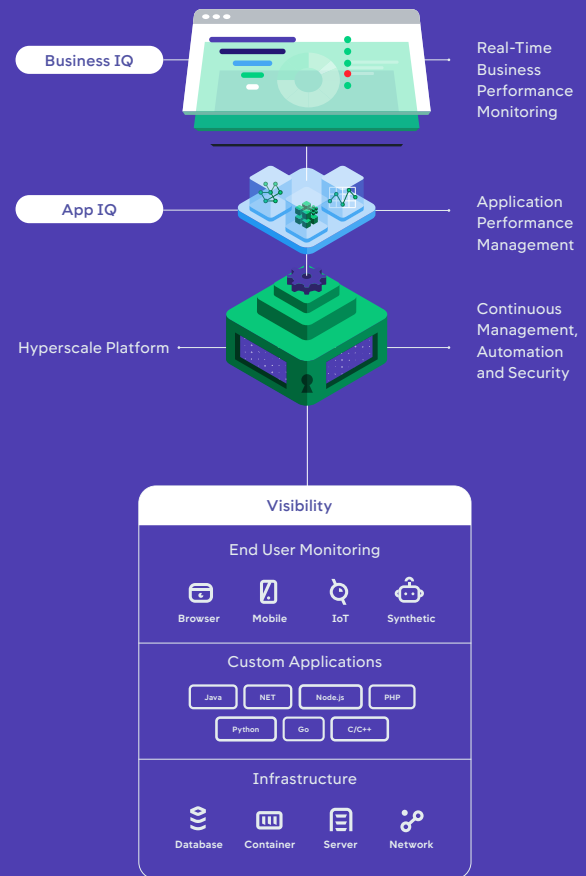 Business IQ
Real-Time
Business
Performance
Monitoring
App IQ
Application
Performance
Management
Hyperscale Platform
Continuous
Management,
Automation
and Security
Visibility
End User Monitoring
Browser Mobile IoT Synthetic
Custom Applications
Java NET Node.js PHP
Python Go C/C++
Infrastructure
Database Container Server Network